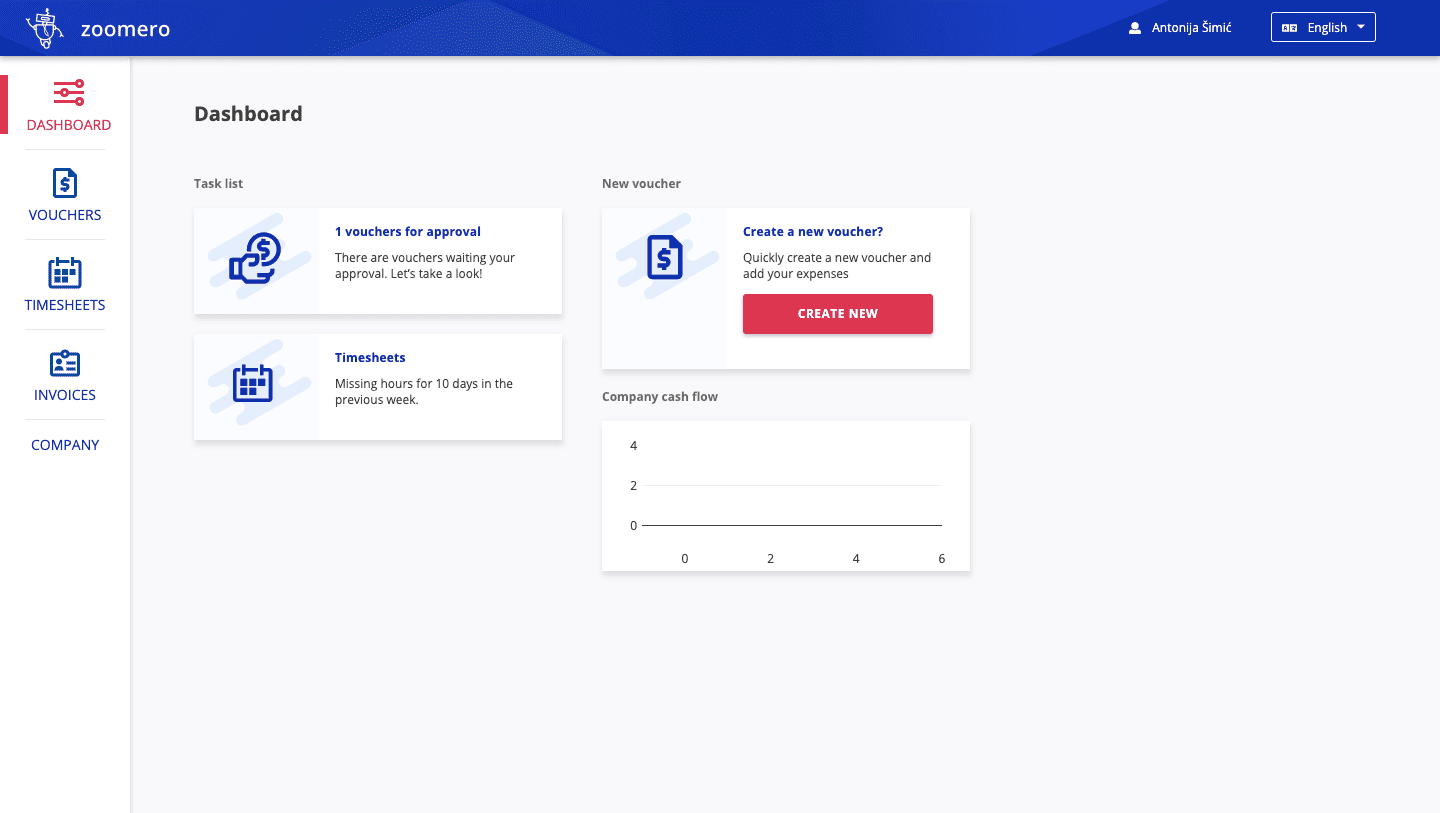 zoomero
Antonija Šimić
English
DASHBOARD
VOUCHERS
TIMESHEETS
INVOICES
COMPANY
Dashboard
Task list
1 vouchers for approval
There are vouchers waiting your
approval. Let's take a look!
Timesheets
Missing hours for 10 days in the
previous week.
New voucher
Create a new voucher?
Quickly create a new voucher and
add your expenses
CREATE NEW
Company cash flow
4
2
0
0 2 4 6